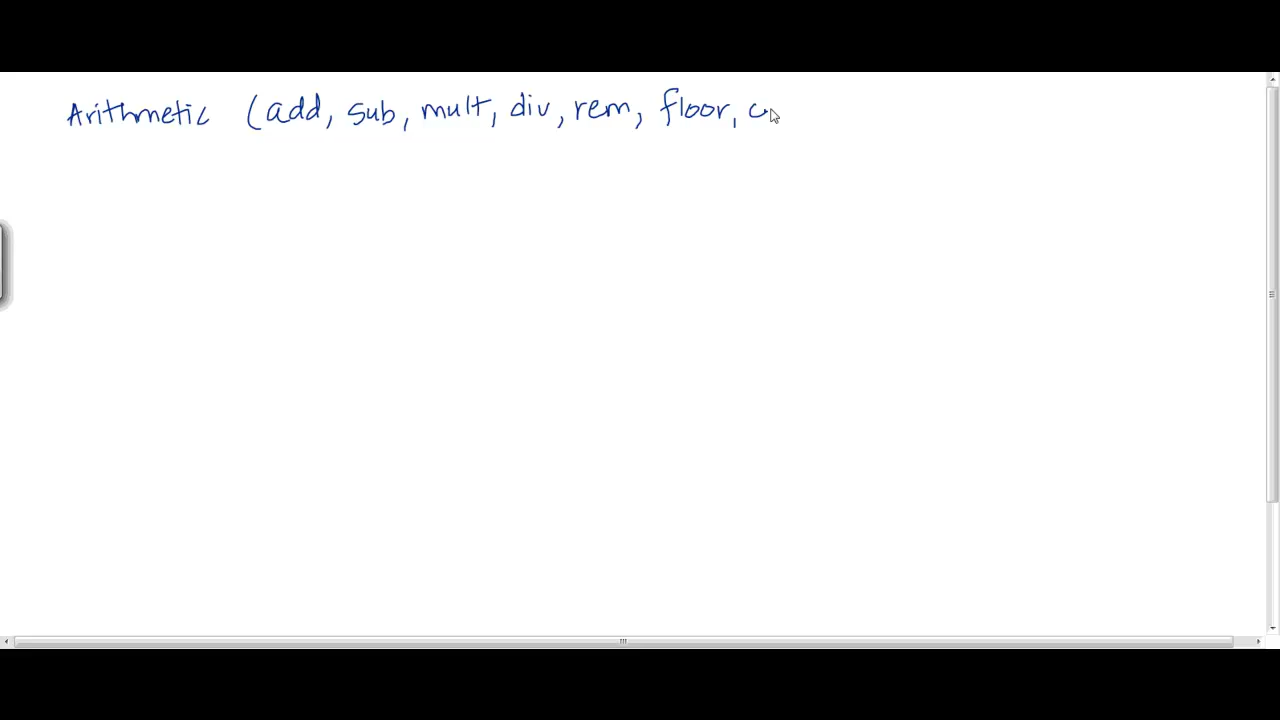 Arithmetic (add, sub, mult, div, rem, floor, c